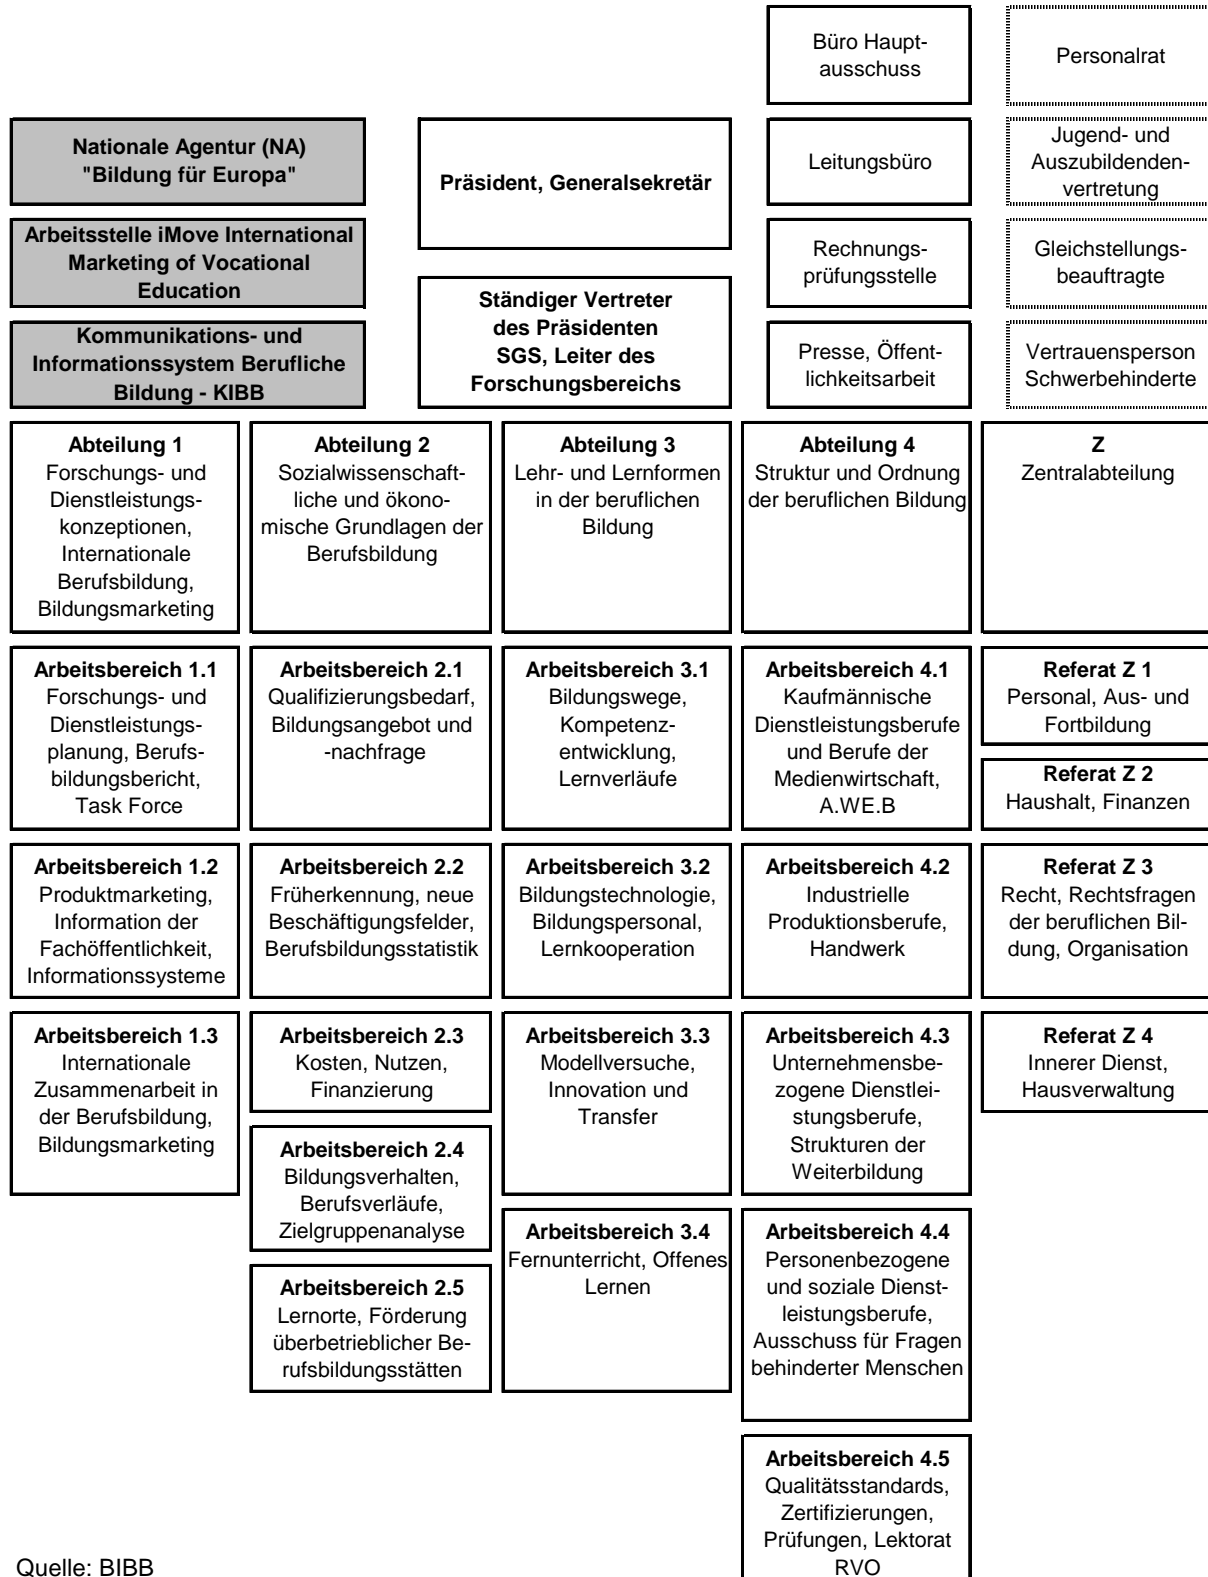 Büro Haupt-
ausschuss
Personalrat
Nationale Agentur (NA)
"Bildung für Europa"
Präsident, Generalsekretär
Leitungsbüro
Jugend- und
Auszubildenden-
vertretung
Arbeitsstelle iMove International
Marketing of Vocational
Education
Rechnungs-
prüfungsstelle
Gleichstellungs-
beauftragte
Ständiger Vertreter
des Präsidenten
SGS, Leiter des
Forschungsbereichs
Kommunikations- und
Informationssystem Berufliche
Bildung - KIBB
Presse, Öffent-
lichkeitsarbeit
Vertrauensperson
Schwerbehinderte
Abteilung 1
Forschungs- und
Dienstleistungs-
konzeptionen,
Internationale
Berufsbildung,
Bildungsmarketing
Abteilung 2
Sozialwissenschaft-
liche und ökono-
mische Grundlagen der
Berufsbildung
Abteilung 3
Lehr- und Lernformen
in der beruflichen
Bildung
Abteilung 4
Struktur und Ordnung
der beruflichen Bildung
Z
Zentralabteilung
Arbeitsbereich 1.1
Forschungs- und
Dienstleistungs-
planung, Berufs-
bildungsbericht,
Task Force
Arbeitsbereich 2.1
Qualifizierungsbedarf,
Bildungsangebot und
-nachfrage
Arbeitsbereich 3.1
Bildungswege,
Kompetenz-
entwicklung,
Lernverläufe
Arbeitsbereich 4.1
Kaufmännische
Dienstleistungsberufe
und Berufe der
Medienwirtschaft,
A.WE.B
Referat Z 1
Personal, Aus- und
Fortbildung
Referat Z 2
Haushalt, Finanzen
Arbeitsbereich 1.2
Produktmarketing,
Information der
Fachöffentlichkeit,
Informationssysteme
Arbeitsbereich 2.2
Früherkennung, neue
Beschäftigungsfelder,
Berufsbildungsstatistik
Arbeitsbereich 3.2
Bildungstechnologie,
Bildungspersonal,
Lernkooperation
Arbeitsbereich 4.2
Industrielle
Produktionsberufe,
Handwerk
Referat Z 3
Recht, Rechtsfragen
der beruflichen Bil-
dung, Organisation
Arbeitsbereich 1.3
Internationale
Zusammenarbeit in
der Berufsbildung,
Bildungsmarketing
Arbeitsbereich 2.3
Kosten, Nutzen,
Finanzierung
Arbeitsbereich 3.3
Modellversuche,
Innovation und
Transfer
Arbeitsbereich 4.3
Unternehmensbe-
zogene Dienstlei-
stungsberufe,
Strukturen der
Weiterbildung
Referat Z 4
Innerer Dienst,
Hausverwaltung
Arbeitsbereich 2.4
Bildungsverhalten,
Berufsverläufe,
Zielgruppenanalyse
Arbeitsbereich 3.4
Fernunterricht, Offenes
Lernen
Arbeitsbereich 4.4
Personenbezogene
und soziale Dienst-
leistungsberufe,
Ausschuss für Fragen
behinderter Menschen
Arbeitsbereich 2.5
Lernorte, Förderung
überbetrieblicher Be-
rufsbildungsstätten
Arbeitsbereich 4.5
Qualitätsstandards,
Zertifizierungen,
Prüfungen, Lektorat
RVO
Quelle: BIBB